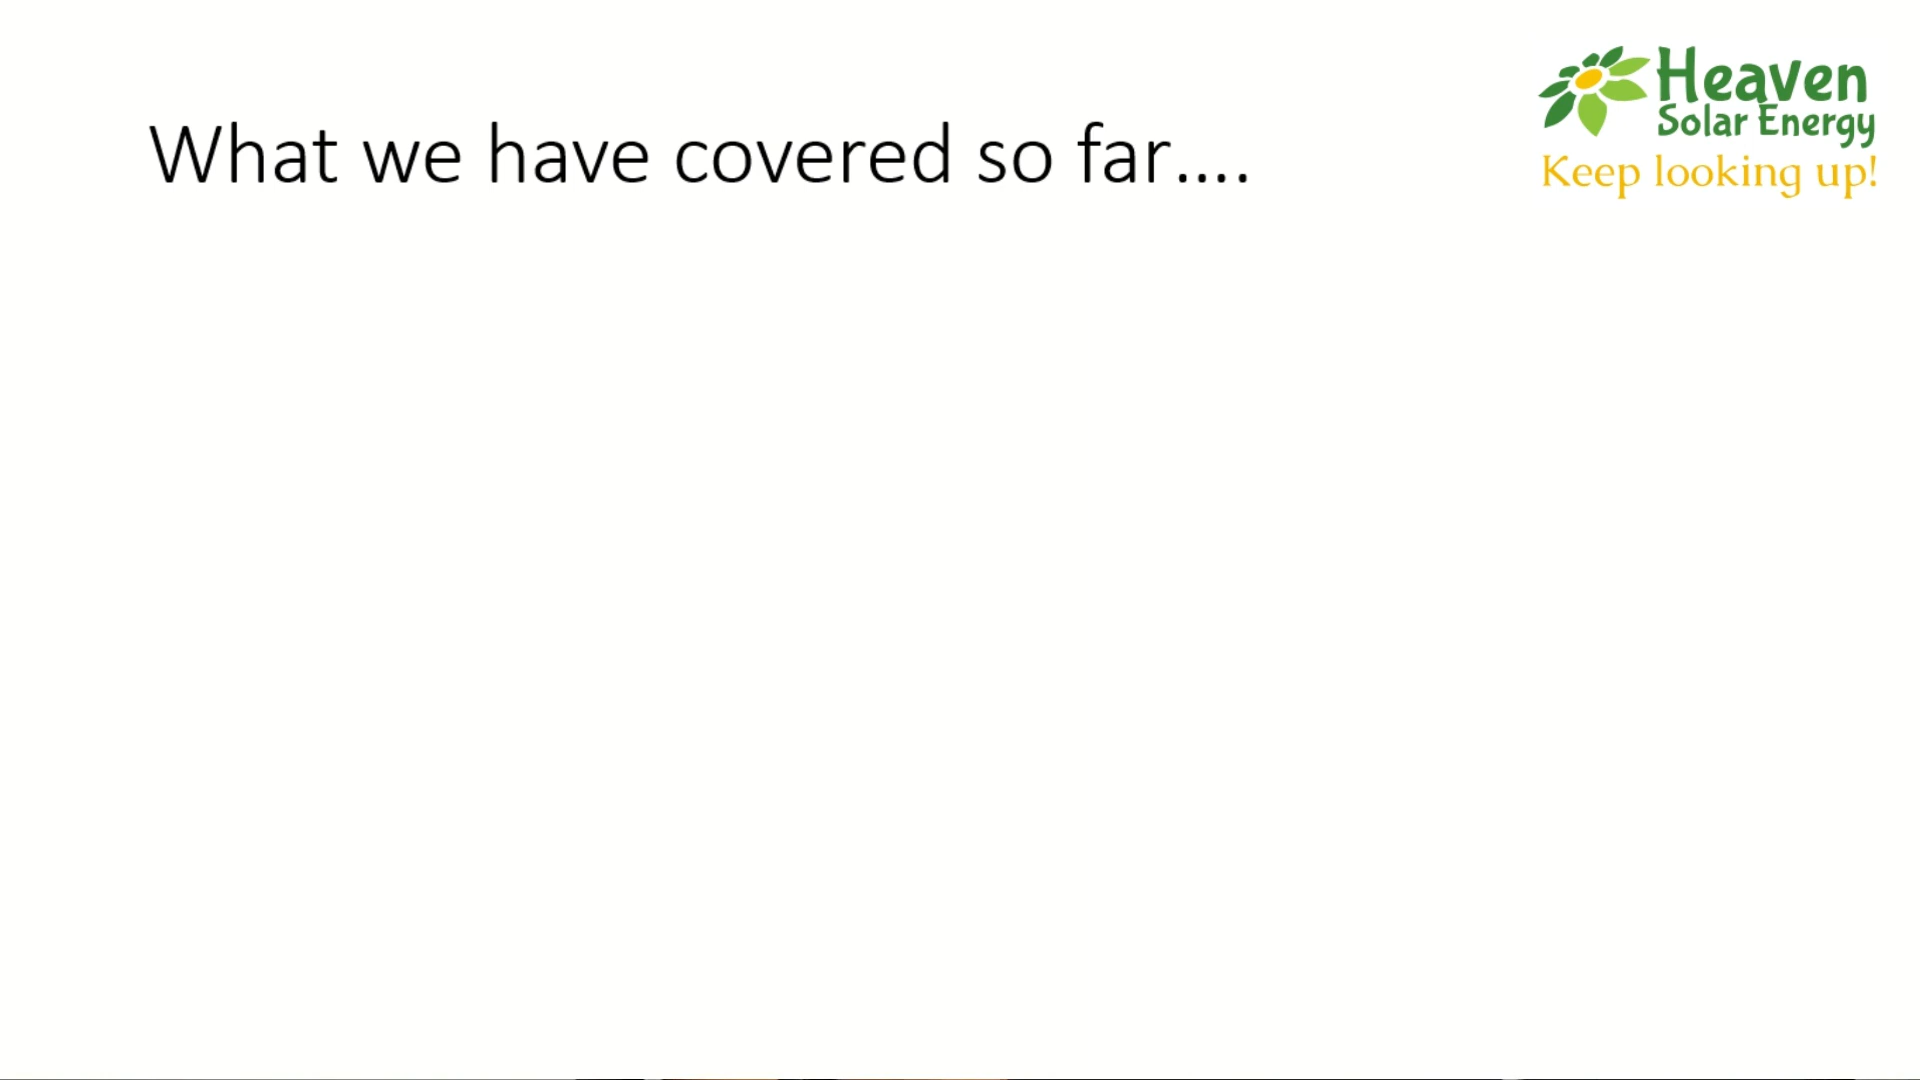 What we have covered so far....
Heaven
Solar Energy
Keep looking up!